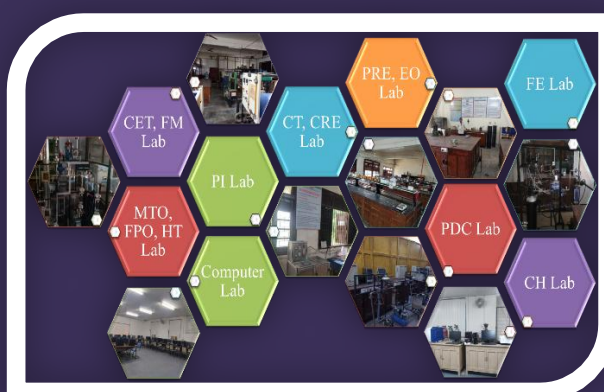 CET, FM
Lab
MTO,
FPO, HT
Lab
PI Lab
Computer
Lab
CT, CRE
Lab
PRE, EO
Lab
PDC Lab
FE Lab
CH Lab